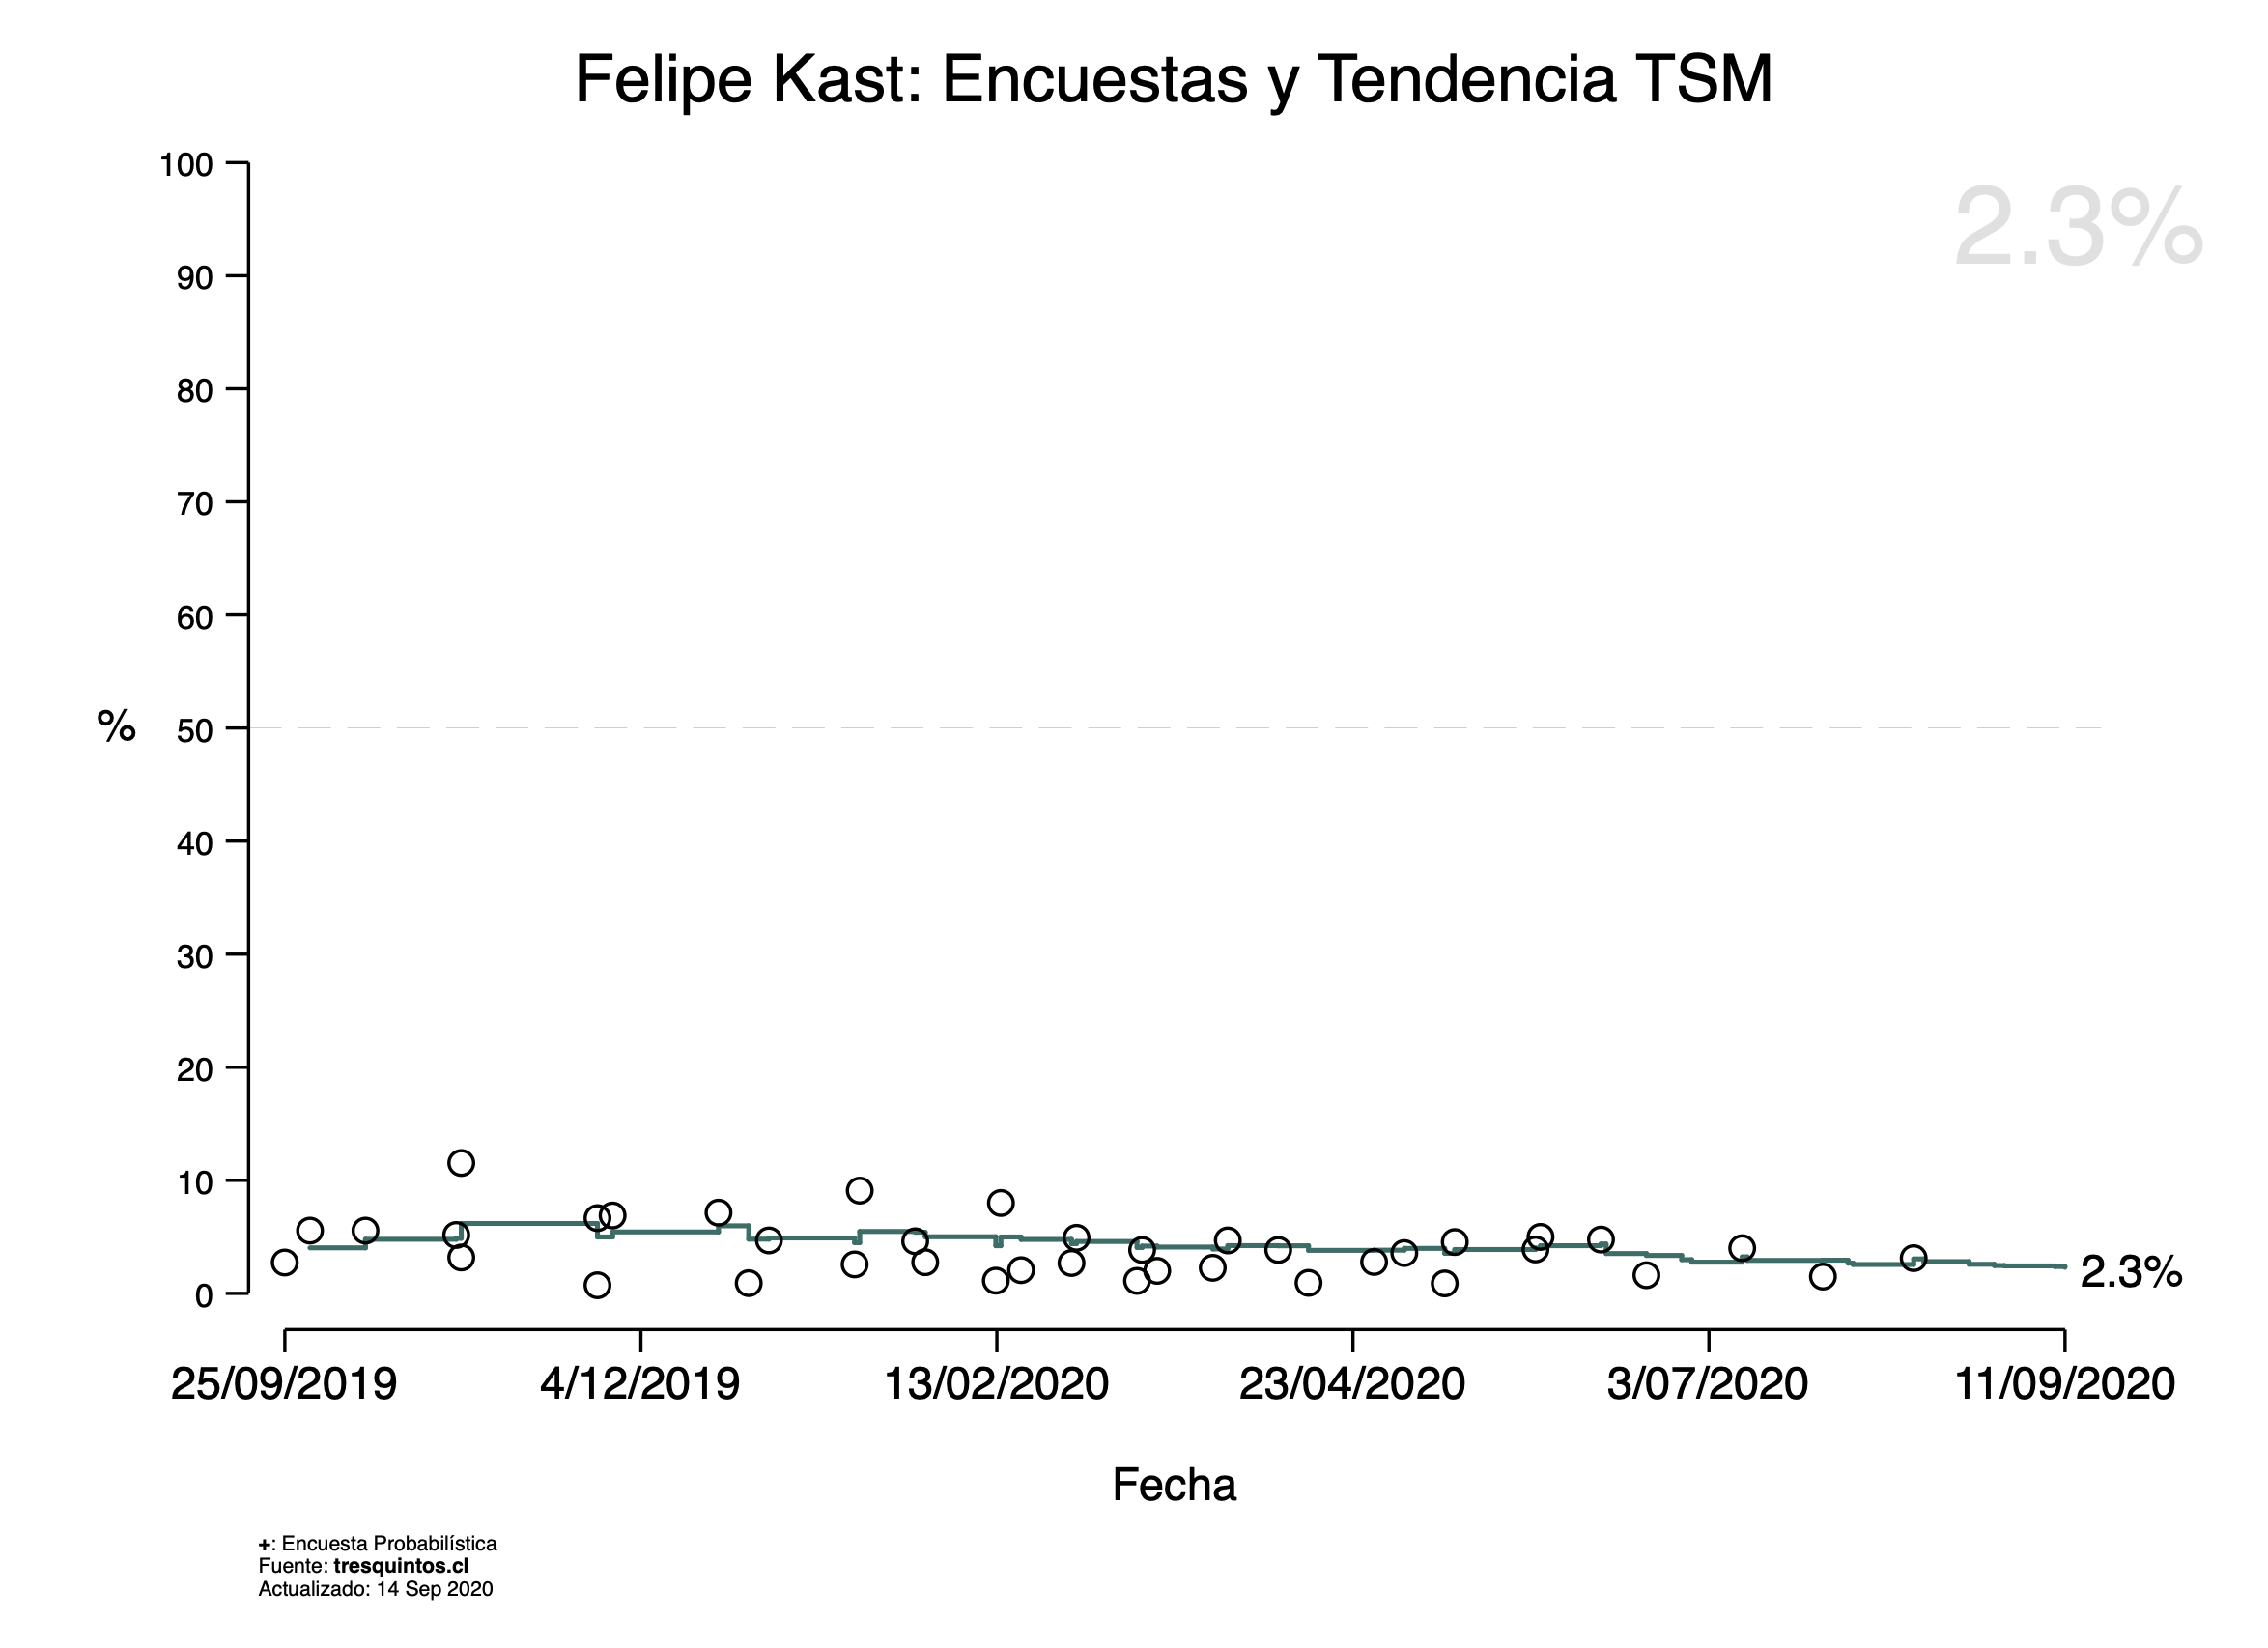 Felipe Kast: Encuestas y Tendencia TSM
2.3%
100
90
80
70
60
% 50
40
30
20
10
0
2.3%
25/09/2019 4/12/2019 13/02/2020 23/04/2020 3/07/2020 11/09/2020
Fecha
+: Encuesta Probabilística
Fuente: tresquintos.cl
Actualizado: 14 Sep 2020